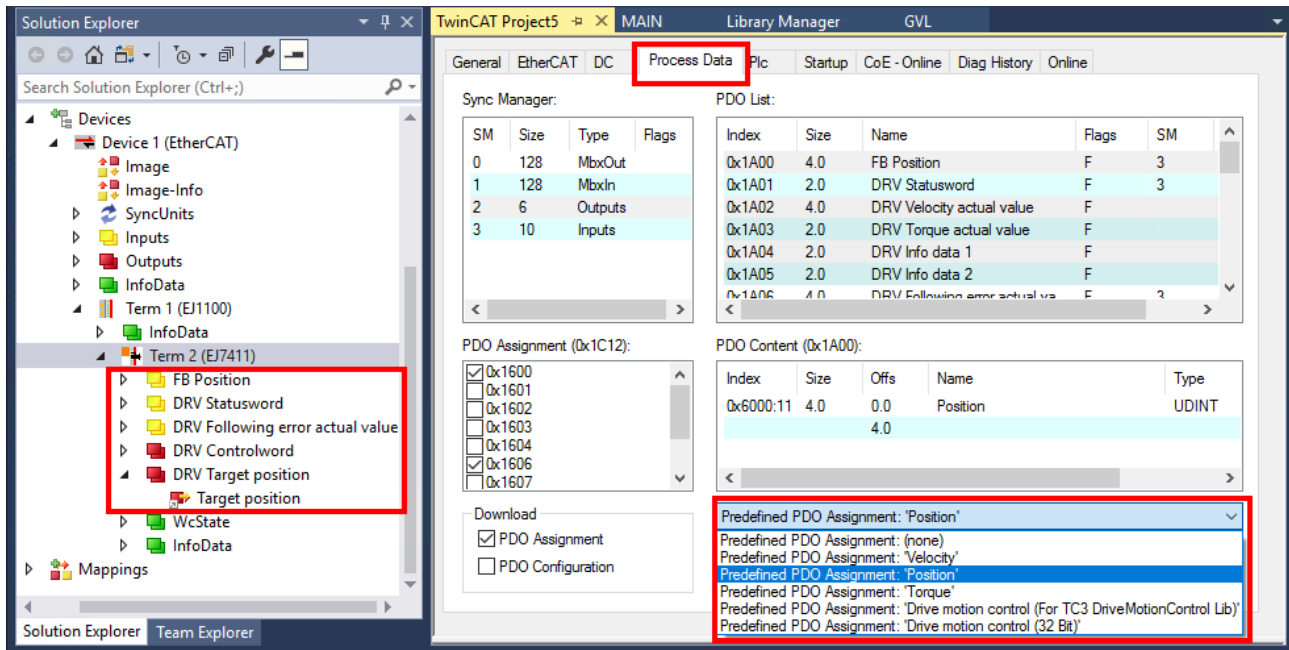 Solution Explorer
Search Solution Explorer (Ctrl+;)
Devices
Device 1 (EtherCAT)
Image
Image-Info
SyncUnits
Inputs
Outputs
InfoData
Term 1 (EJ1100)
InfoData
Term 2 (EJ7411)
FB Position
DRV Statusword
DRV Following error actual value
DRV Controlword
DRV Target position
Target position
WcState
InfoData
Mappings
Solution Explorer Team Explorer
TwinCAT Project5 MAIN Library Manager GVL
General EtherCAT DC Process Data Plc Startup CoE - Online Diag History Online
Sync Manager:
SM Size Type Flags
0 128 MbxOut
1 128 MbxIn
2 6 Outputs
3 10 Inputs
PDO List:
Index Size Name Flags SM
0x1A00 4.0 FB Position F 3
0x1A01 2.0 DRV Statusword F 3
0x1A02 4.0 DRV Velocity actual value F
0x1A03 2.0 DRV Torque actual value F
0x1A04 2.0 DRV Info data 1 F
0x1A05 2.0 DRV Info data 2 F
0x1A06 4.0 DRV Following error actual va F 3
PDO Assignment (0x1C12):
0x1600
0x1601
0x1602
0x1603
0x1604
0x1606
0x1607
PDO Content (0x1A00):
Index Size Offs Name Type
0x6000:11 4.0 0.0 Position UDINT
4.0
Download
PDO Assignment
PDO Configuration
Predefined PDO Assignment: 'Position'
Predefined PDO Assignment: (none)
Predefined PDO Assignment: 'Velocity'
Predefined PDO Assignment: 'Position'
Predefined PDO Assignment: 'Torque'
Predefined PDO Assignment: 'Drive motion control (For TC3 DriveMotionControl Lib)'
Predefined PDO Assignment: 'Drive motion control (32 Bit)'